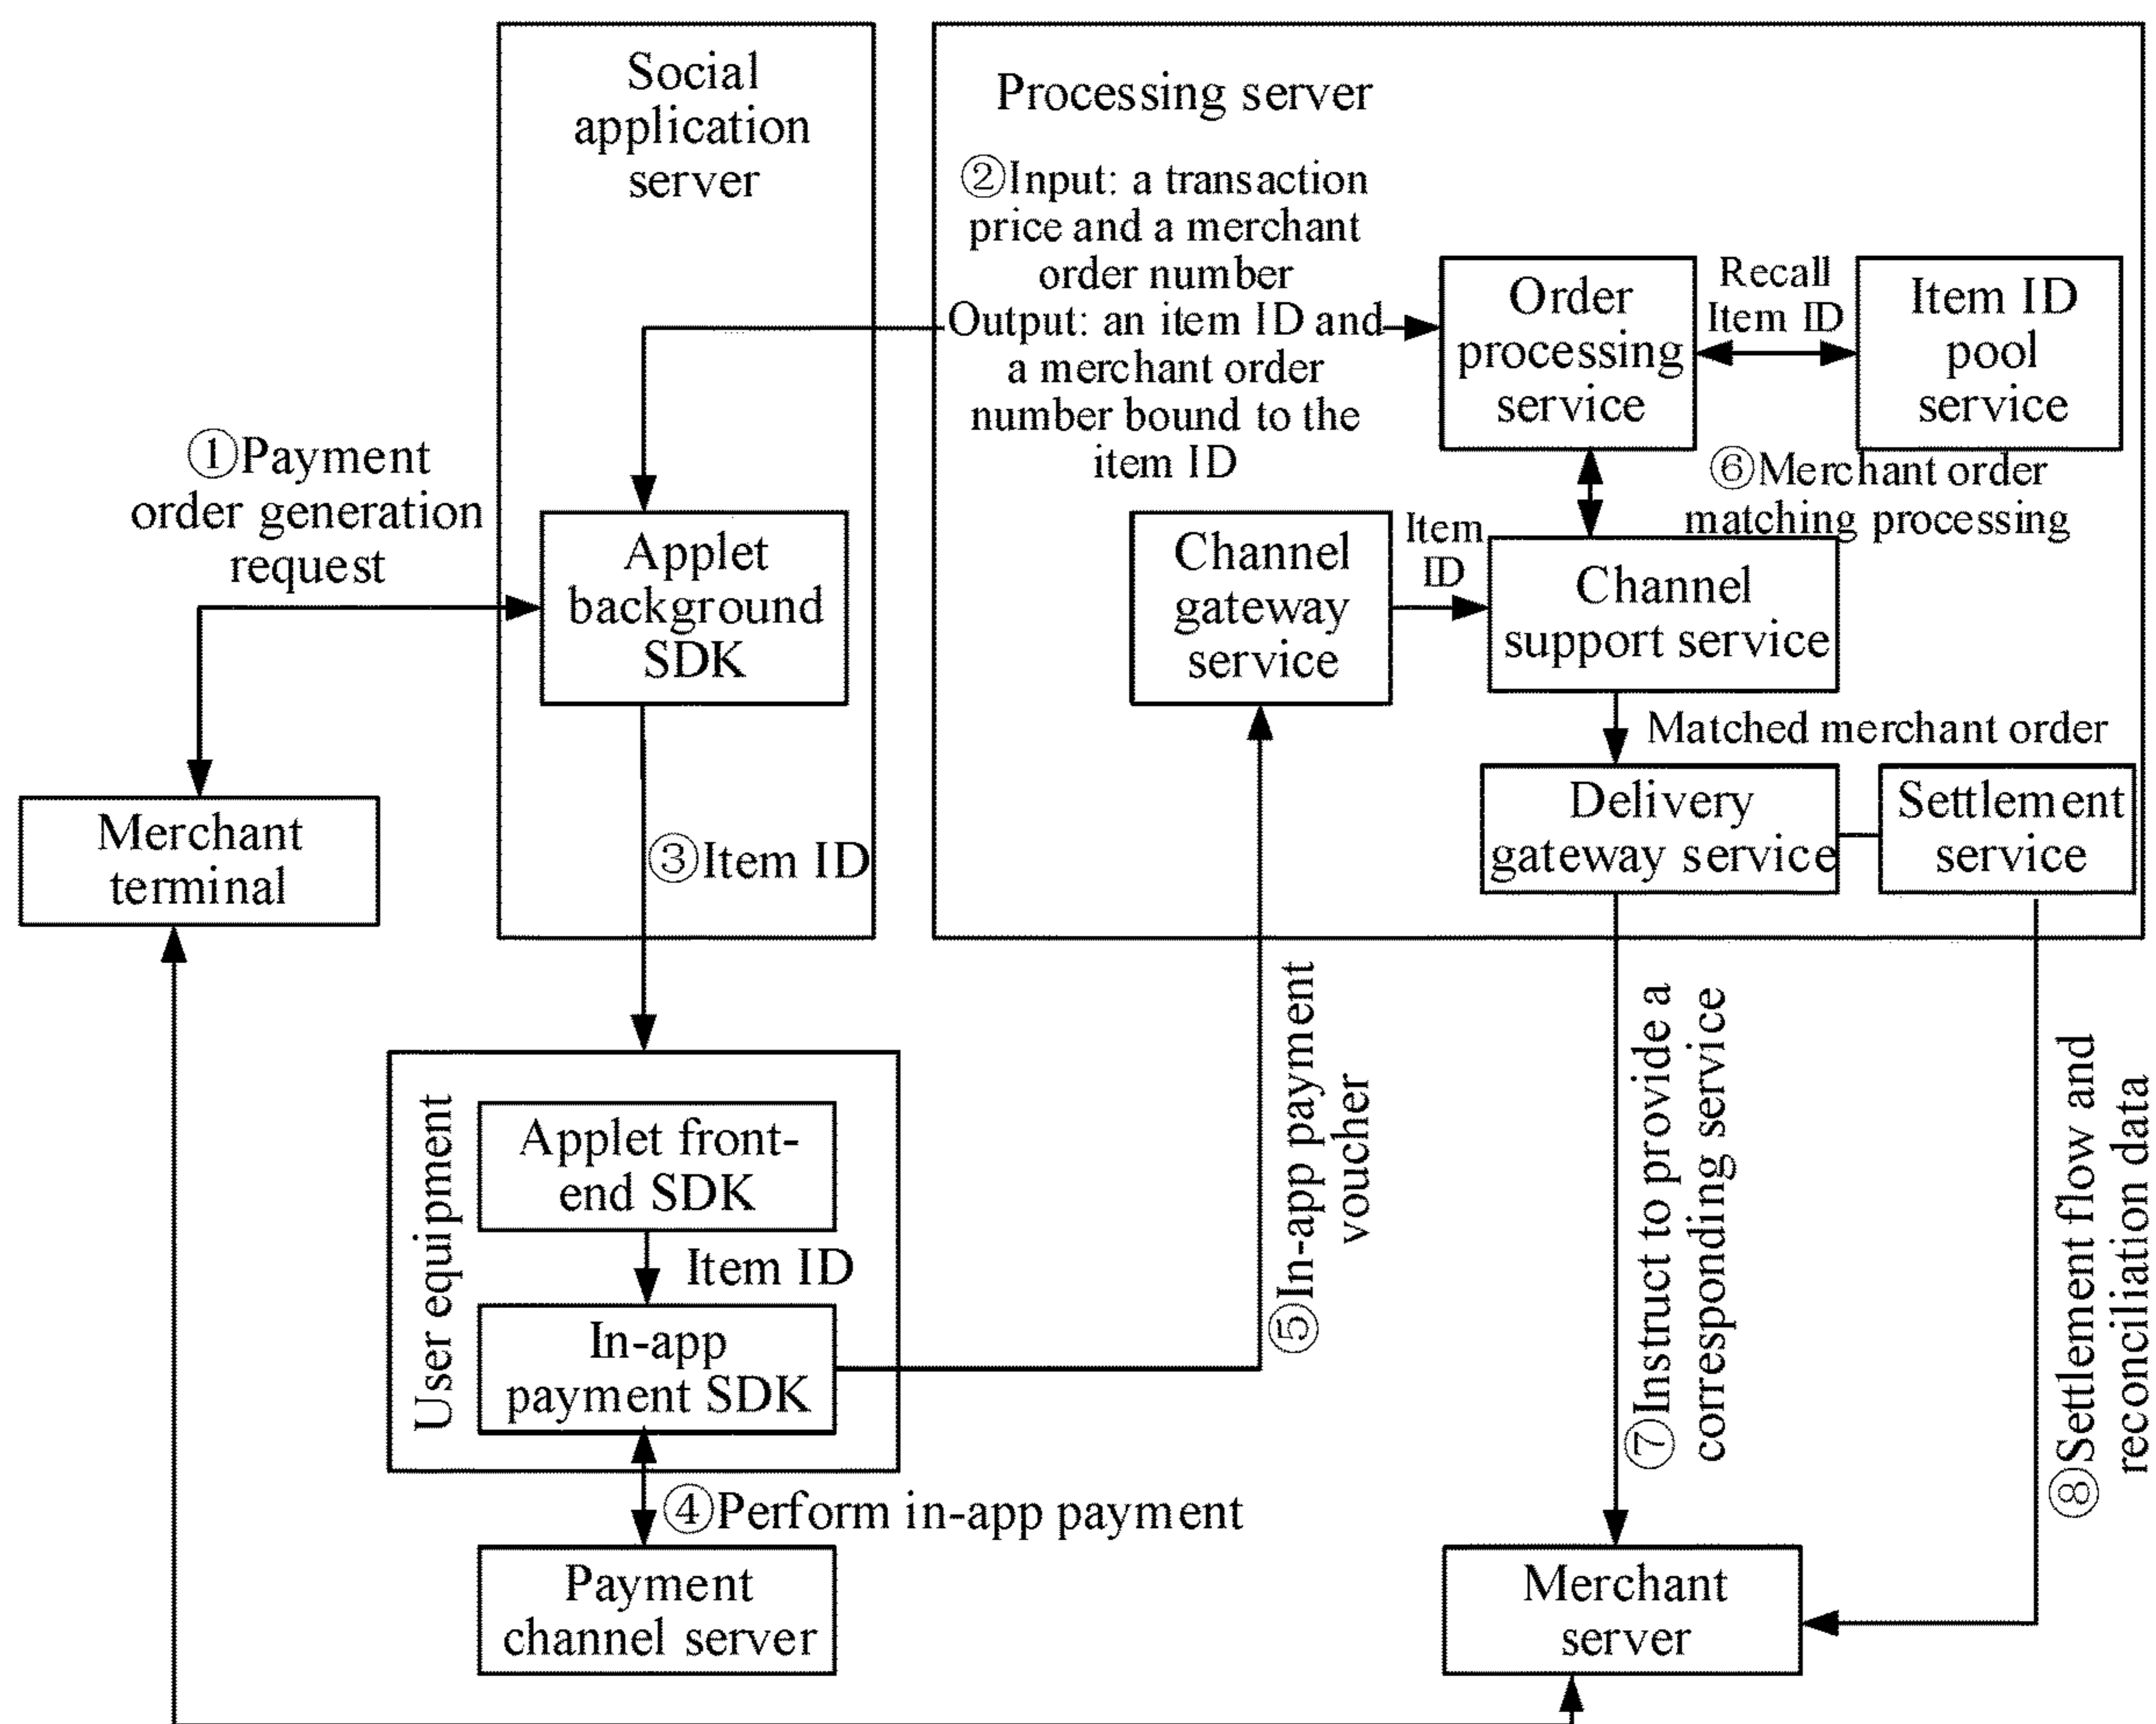 Social
application
server
Processing server
②Input: a transaction
price and a merchant
order number
Output: an item ID and
a merchant order
number bound to the
item ID
Order
processing
service
Recall
Item ID
Item ID
pool
service
①Payment
order generation
request
Applet
background
SDK
Channel
gateway
service
Item
ID
⑥Merchant order
matching processing
Channel
support service
Matched merchant order
Merchant
terminal
③Item ID
Delivery
gateway service
Settlement
service
User equipment
Applet front-
end SDK
Item ID
In-app
payment SDK
⑤In-app payment
voucher
⑦Instruct to provide a
corresponding service
⑧Settlement flow and
reconciliation data
④Perform in-app payment
Payment
channel server
Merchant
server